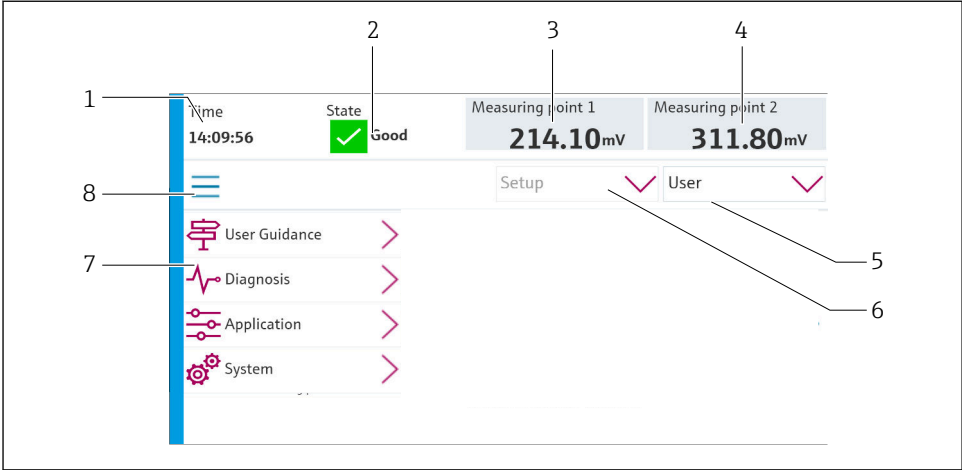 2 3 4
1
Time State Measuring point 1 Measuring point 2
14:09:56 Good 214.10mV 311.80mV
8 Setup User
User Guidance
7 Diagnosis 5
6
Application
System